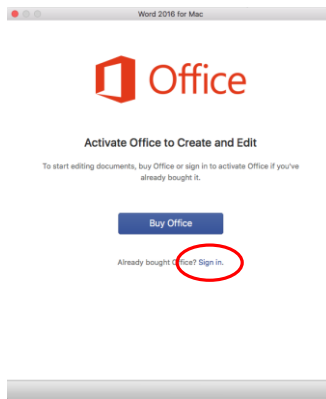 Word 2016 for Mac
Office
Activate Office to Create and Edit
To start editing documents, buy Office or sign in to activate Office if you've
already bought it.
Buy Office
Already bought Office? Sign in.